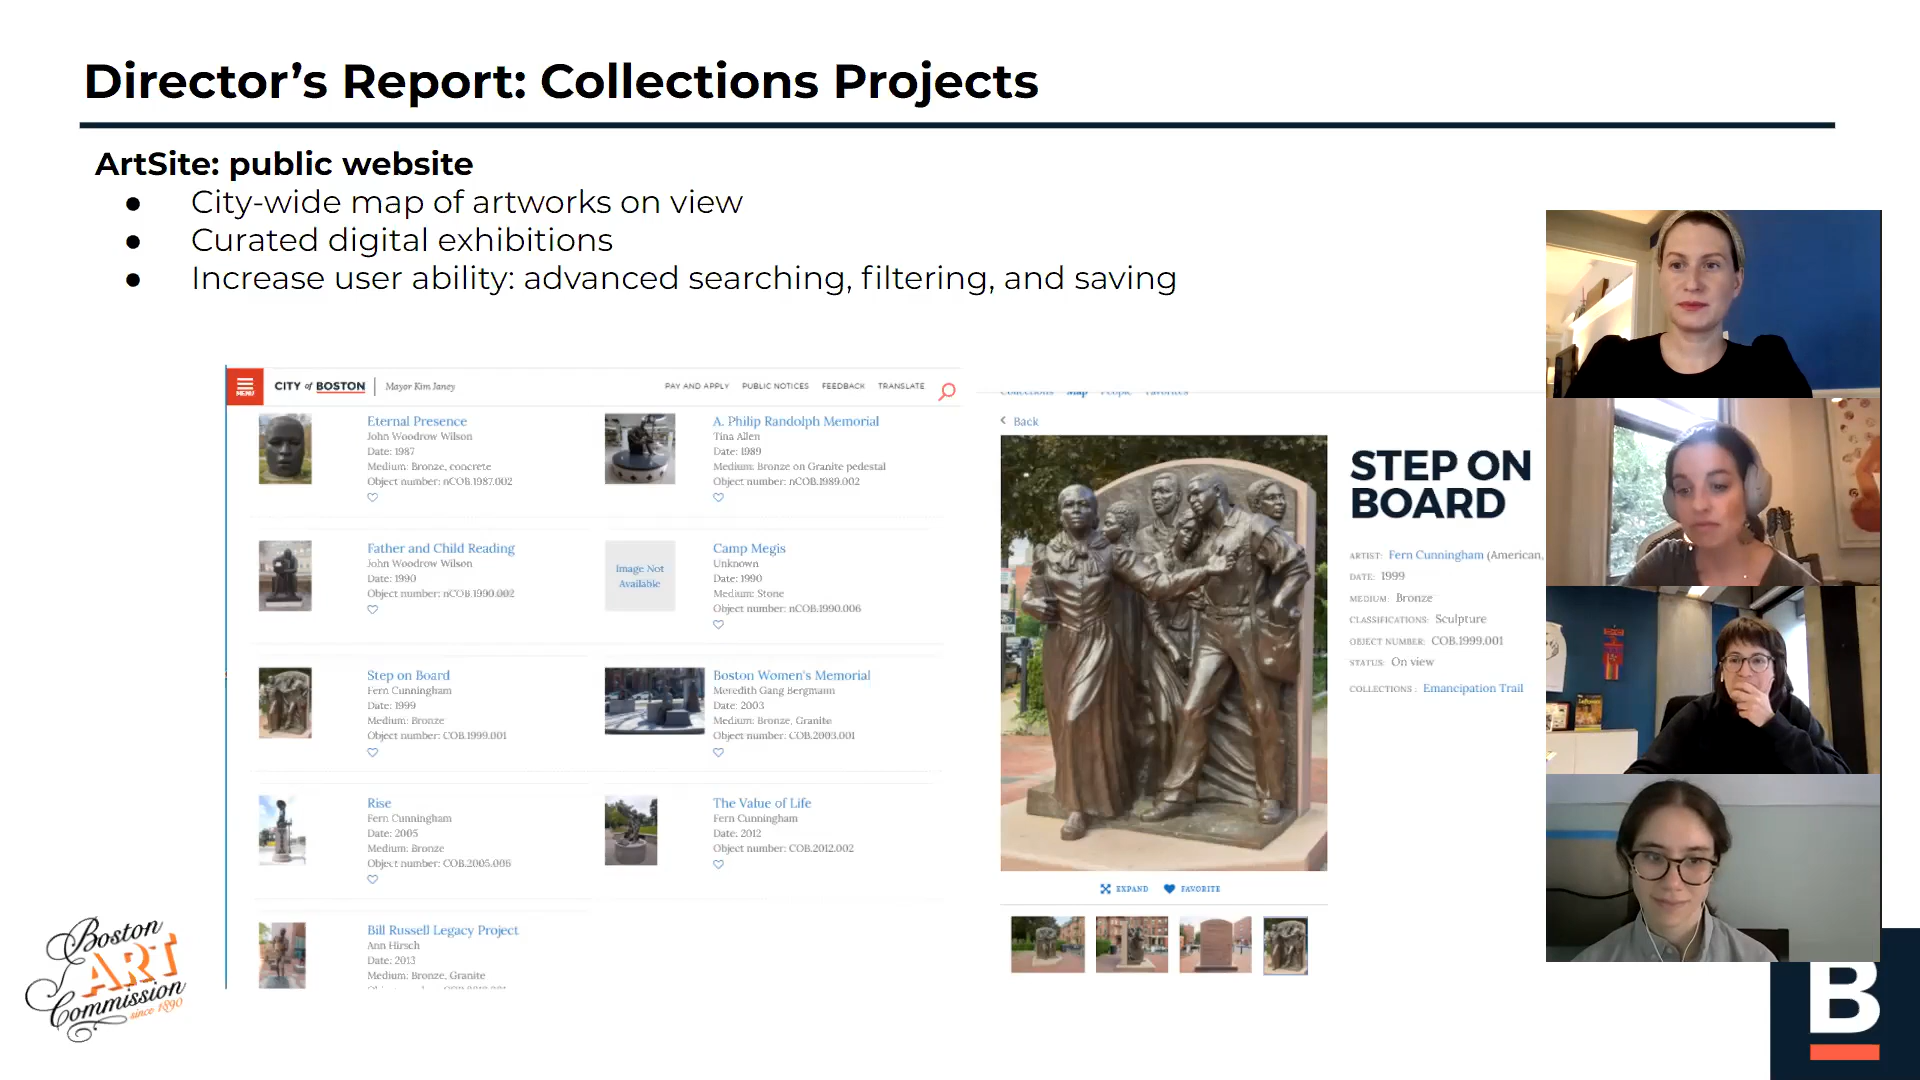 Director's Report: Collections Projects
ArtSite: public website
● City-wide map of artworks on view
● Curated digital exhibitions
● Increase user ability: advanced searching, filtering, and saving
MENU
CITY of BOSTON
Mayor Kim Janey
PAY AND APPLY
PUBLIC NOTICES
FEEDBACK
TRANSLATE
Eternal Presence
John Woodrow Wilson
Date: 1987
Medium: Bronze, concrete
Object number: nCOB.1987.002
A. Philip Randolph Memorial
Tina Allen
Date: 1989
Medium: Bronze on Granite pedestal
Object number: nCOB.1989.002
Father and Child Reading
John Woodrow Wilson
Date: 1990
Object number: nCOB.1990.002
Image Not
Available
Camp Megis
Unknown
Date: 1990
Medium: Stone
Object number: nCOB.1990.006
Step on Board
Fern Cunningham
Date: 1999
Medium: Bronze
Object number: COB.1999.001
Boston Women's Memorial
Meredith Gang Bergmann
Date: 2003
Medium: Bronze, Granite
Object number: COB.2003.001
Rise
Fern Cunningham
Date: 2005
Medium: Bronze
Object number: COB.2005.006
The Value of Life
Fern Cunningham
Date: 2012
Object number: COB.2012.002
Bill Russell Legacy Project
Ann Hirsch
Date: 2013
Medium: Bronze, Granite
Collections Map People Favorites
Back
STEP ON
BOARD
ARTIST: Fern Cunningham (American,
DATE: 1999
MEDIUM: Bronze
CLASSIFICATIONS: Sculpture
OBJECT NUMBER: COB.1999.001
STATUS: On view
COLLECTIONS : Emancipation Trail
EXPAND
FAVORITE
Boston
ART
Commission
since 1890
B